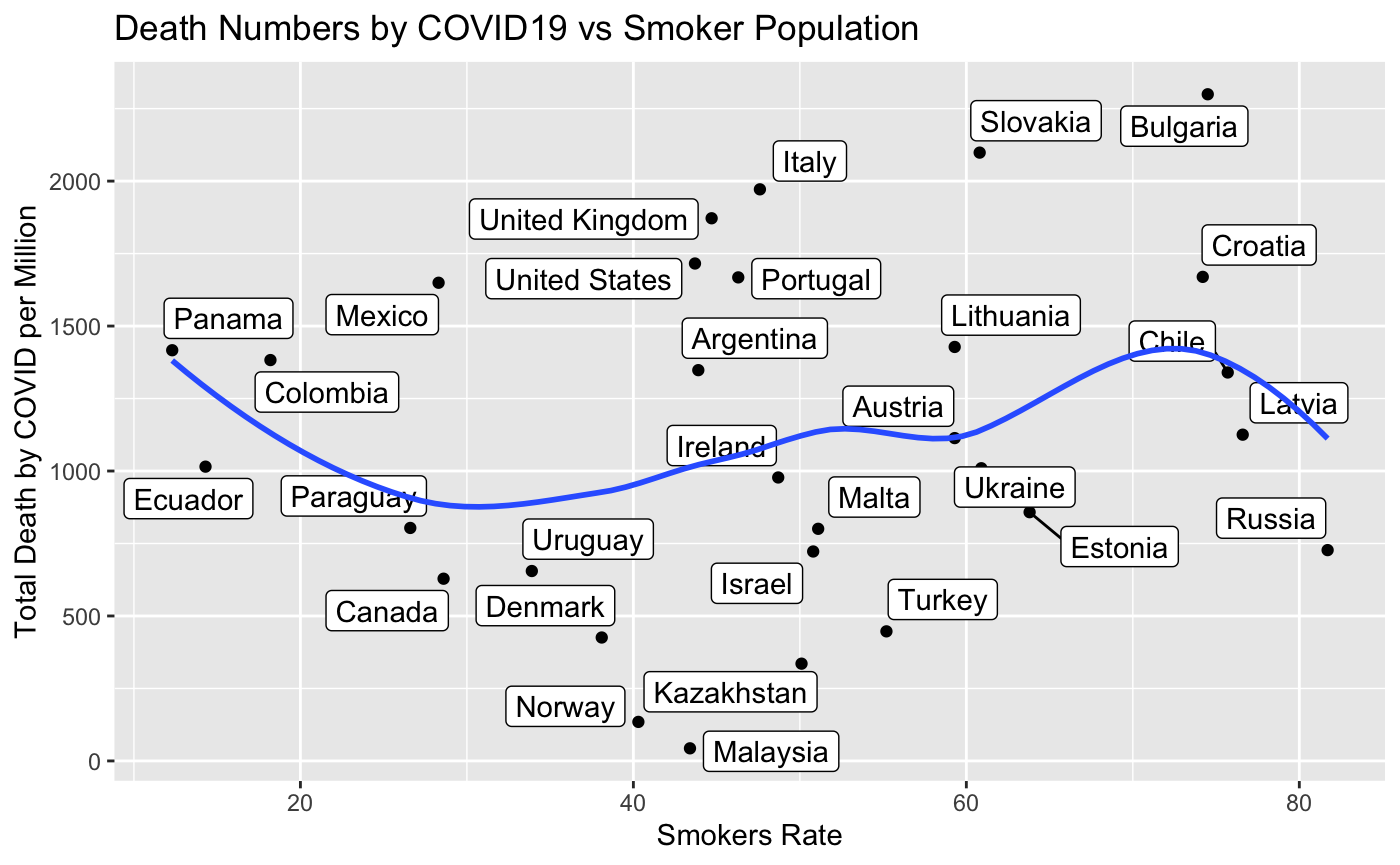 Death Numbers by COVID19 vs Smoker Population
Total Death by COVID per Million
2000
1500
1000
500
0
Slovakia
Bulgaria
Italy
United Kingdom
Croatia
United States
Portugal
Mexico
Panama
Lithuania
Argentina
Chile
Colombia
Latvia
Austria
Ireland
Ukraine
Paraguay
Malta
Ecuador
Russia
Uruguay
Estonia
Israel
Denmark
Canada
Turkey
Kazakhstan
Norway
Malaysia
20
40
60
80
Smokers Rate